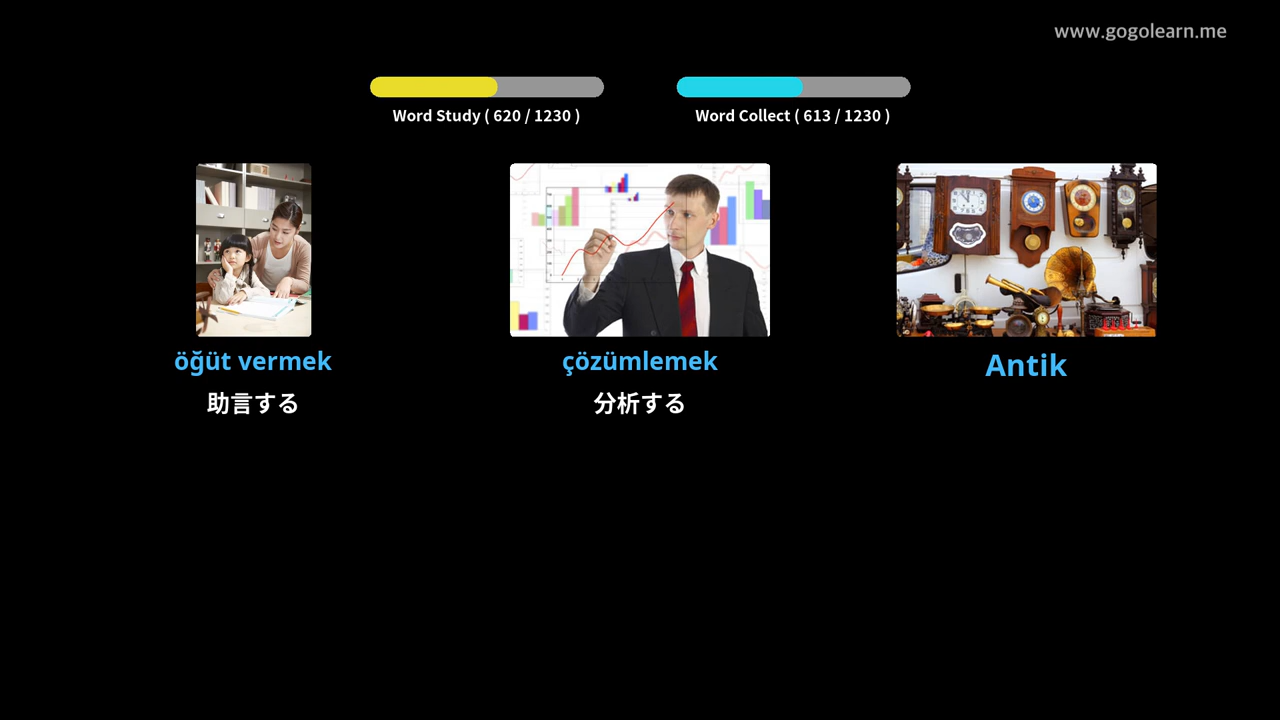 www.gogolearn.me
Word Study ( 620 / 1230 )
Word Collect ( 613 / 1230 )
öğüt vermek
助言する
çözümlemek
分析する
Antik